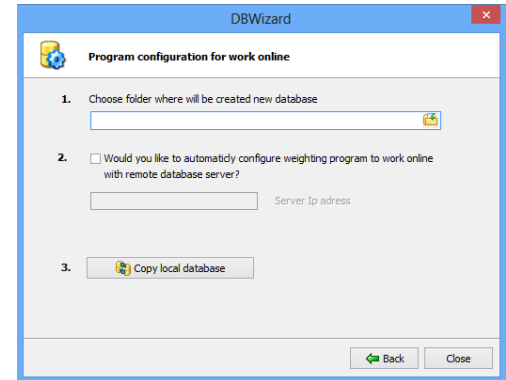 DBWizard
Program configuration for work online
1. Choose folder where will be created new database
2. Would you like to automaticly configure weighting program to work online
with remote database server?
Server Ip adress
3. Copy local database
Back Close